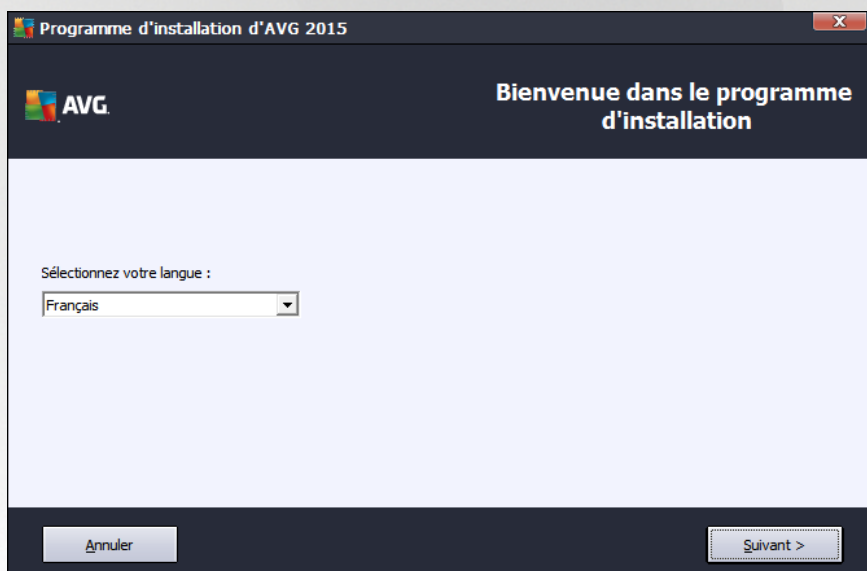 Programme d'installation d'AVG 2015
X
AVG.
Bienvenue dans le programme
d'installation
Sélectionnez votre langue :
Français
Annuler
Suivant >